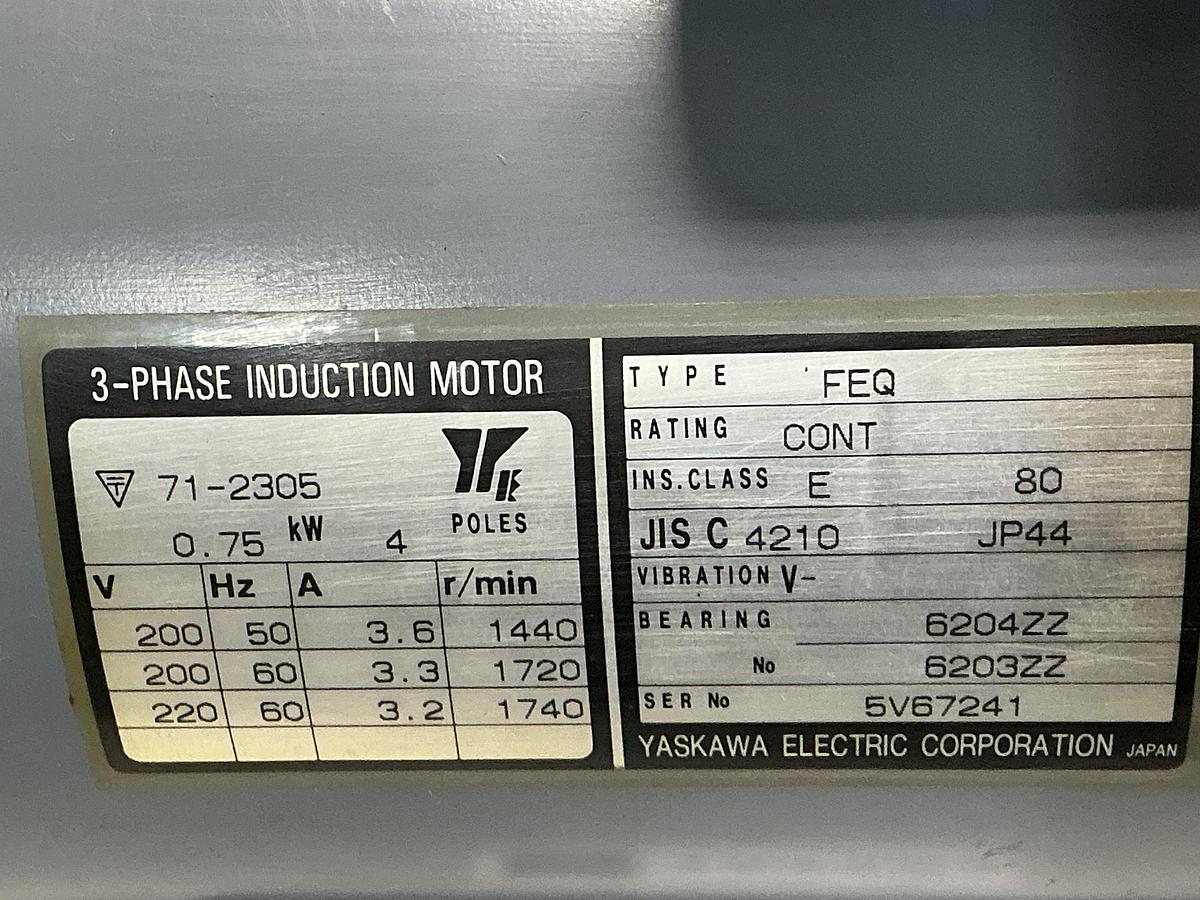 3-PHASE INDUCTION MOTOR
71-2305
0.75 kW 4 POLES
V Hz A r/min
200 50 3.6 1440
200 60 3.3 1720
220 60 3.2 1740
TYPE FEQ
RATING CONT
INS.CLASS E 80
JIS C 4210 JP44
VIBRATION V-
BEARING 6204ZZ
No 6203ZZ
SER No 5V67241
YASKAWA ELECTRIC CORPORATION JAPAN